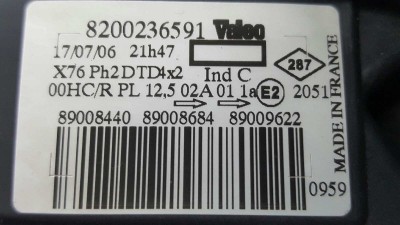 8200236591 Valeo
17/07/06 21h47
X76 Ph2 DTD4x2 Ind C
287
00HC/R PL 12,5 02A 01 1a E2 2051
89008440 89008684 89009622
MADE IN FRANCE
0959